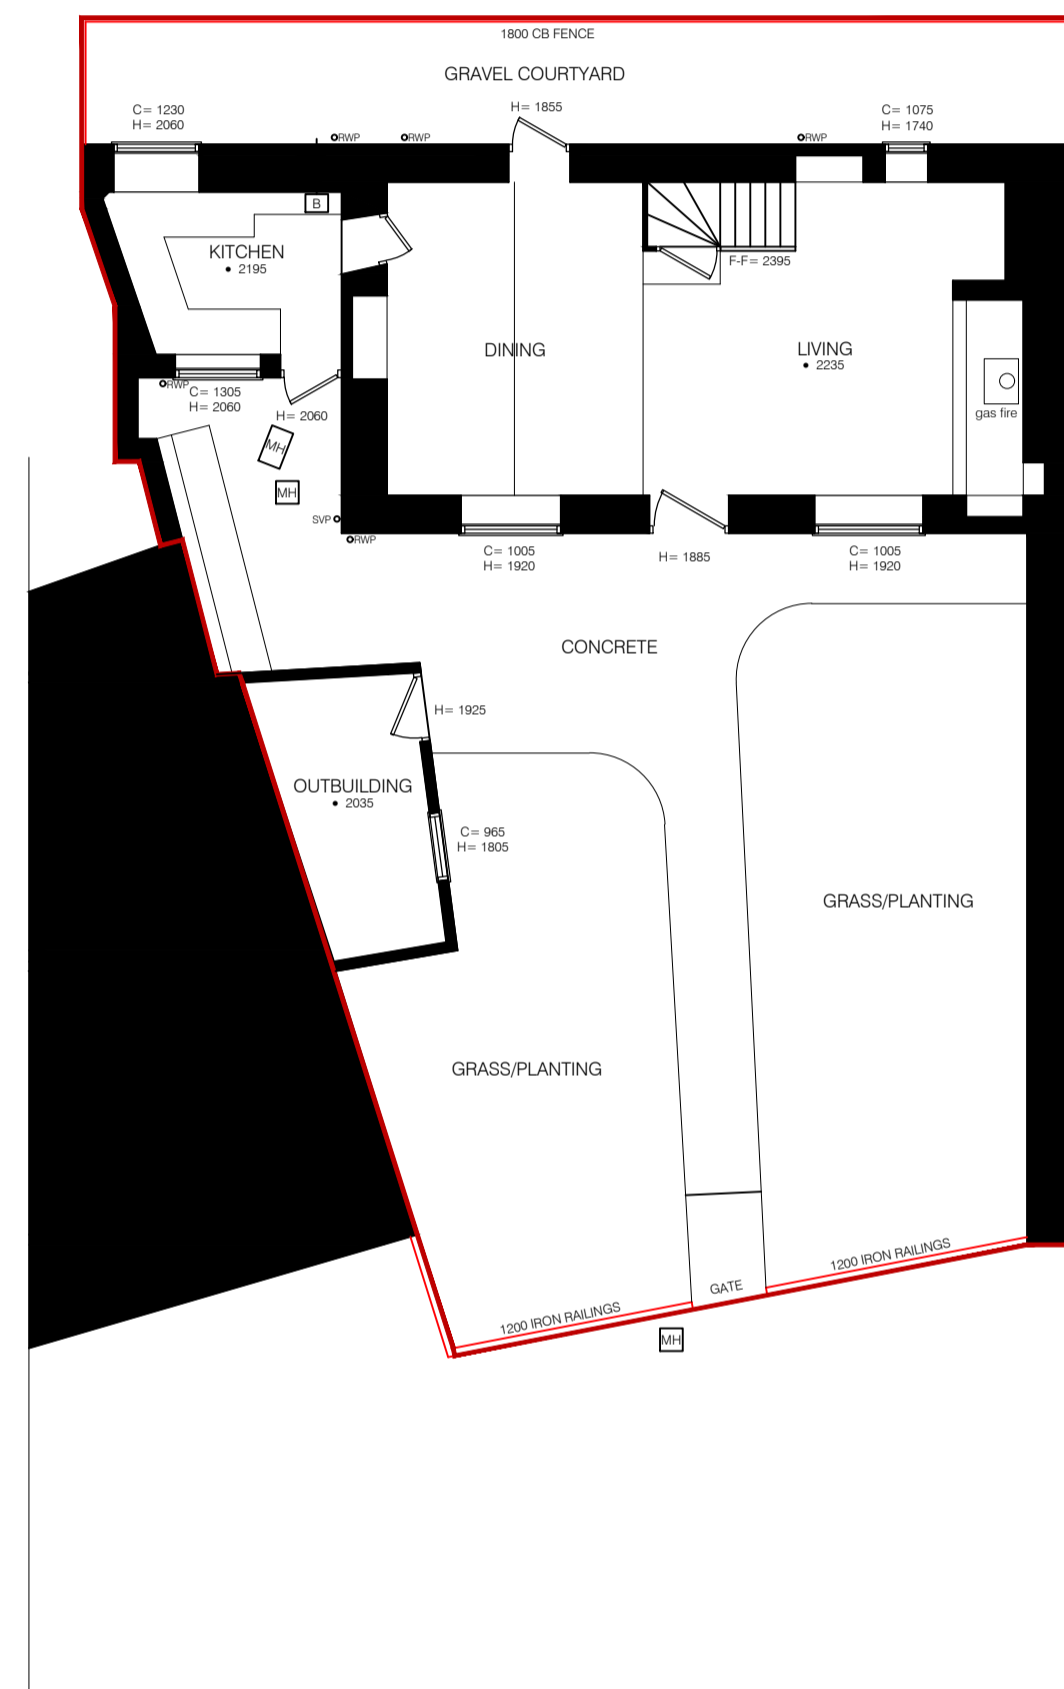 1800 CB FENCE
GRAVEL COURTYARD
C= 1230
H= 2060
H= 1855
C= 1075
H= 1740
RWP
RWP
RWP
B
KITCHEN
2195
F-F= 2395
DINING
LIVING
2235
gas fire
RWP
C= 1305
H= 2060
H= 2060
MH
MH
SVP
RWP
C= 1005
H= 1920
H= 1885
C= 1005
H= 1920
CONCRETE
H= 1925
OUTBUILDING
2035
C= 965
H= 1805
GRASS/PLANTING
GRASS/PLANTING
1200 IRON RAILINGS
GATE
1200 IRON RAILINGS
MH